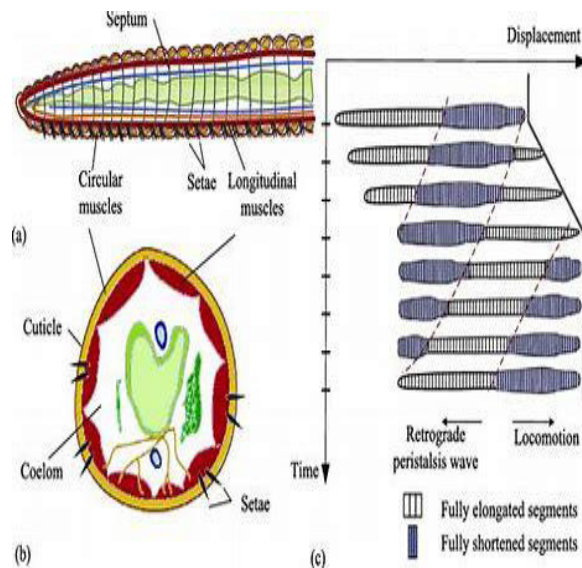 Septum
Circular
muscles
Setae
Longitudinal
muscles
(a)
Cuticle
Coelom
Setae
(b)
Displacement
Retrograde
peristalsis wave
Locomotion
Time
Fully elongated segments
Fully shortened segments
(c)